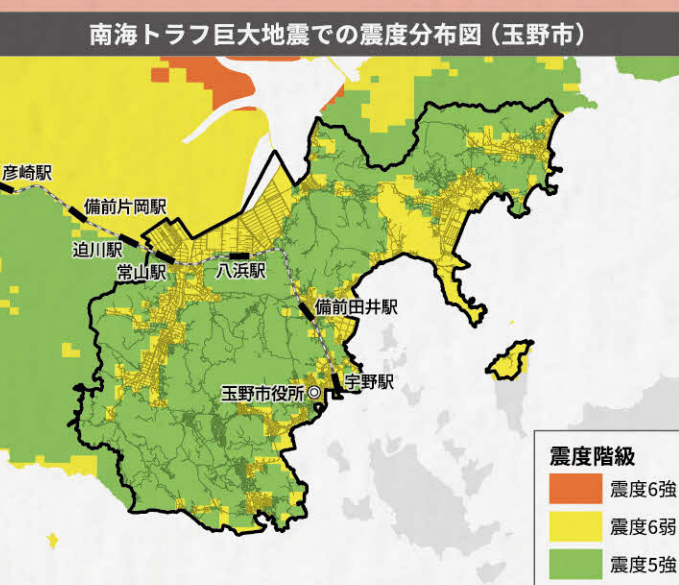 南海トラフ巨大地震での震度分布図（玉野市）
彦崎駅
備前片岡駅
迫川駅
常山駅
八浜駅
備前田井駅
宇野駅
玉野市役所
震度階級
震度6強
震度6弱
震度5強